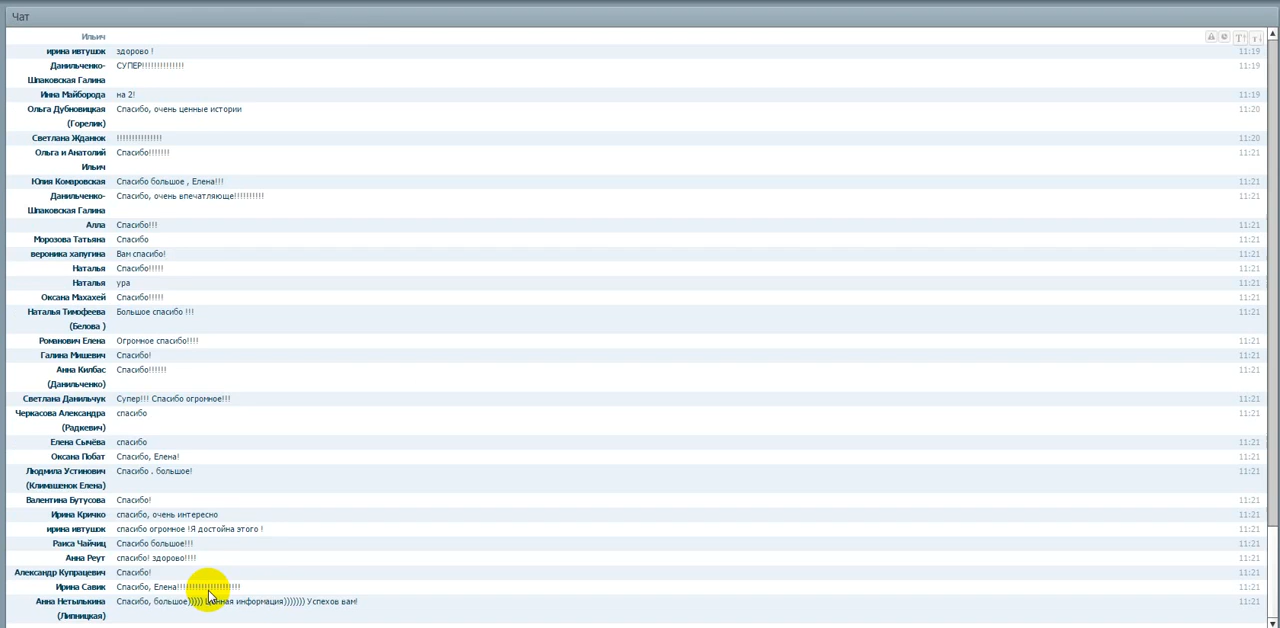 Чат
Ильич
ирина ивтушок здорово ! 11:19
Данильченко- СУПЕР!!!!!!!!!!!!!! 11:19
Шпаковская Галина
Инна Майборода на 2! 11:19
Ольга Дубновицкая Спасибо, очень ценные истории 11:20
(Горелик)
Светлана Жданюк !!!!!!!!!!!!!!! 11:20
Ольга и Анатолий Спасибо!!!!!!! 11:21
Ильич
Юлия Комаровская Спасибо большое , Елена!!! 11:21
Данильченко- Спасибо, очень впечатляюще!!!!!!!!!! 11:21
Шпаковская Галина
Алла Спасибо!!! 11:21
Морозова Татьяна Спасибо 11:21
вероника хапугина Вам спасибо! 11:21
Наталья Спасибо!!!!! 11:21
Наталья ура 11:21
Оксана Махахей Спасибо!!!!! 11:21
Наталья Тимофеева Большое спасибо !!! 11:21
(Белова )
Романович Елена Огромное спасибо!!!! 11:21
Галина Мишевич Спасибо! 11:21
Анна Килбас Спасибо!!!!!! 11:21
(Данильченко)
Светлана Данильчук Супер!!! Спасибо огромное!!! 11:21
Черкасова Александра спасибо 11:21
(Радкевич)
Елена Сычёва спасибо 11:21
Оксана Побат Спасибо, Елена! 11:21
Людмила Устинович Спасибо . большое! 11:21
(Климашенок Елена)
Валентина Бутусова Спасибо! 11:21
Ирина Кричко спасибо, очень интересно 11:21
ирина ивтушок спасибо огромное !Я достойна этого ! 11:21
Раиса Чайчиц Спасибо большое!!! 11:21
Анна Реут спасибо! здорово!!!! 11:21
Александр Купрацевич Спасибо! 11:21
Ирина Савик Спасибо, Елена!!!!!!!!!!!!!!!!!!!!! 11:21
Анна Нетылькина Спасибо, большое))))) Ценная информация))))))) Успехов вам! 11:21
(Липницкая)